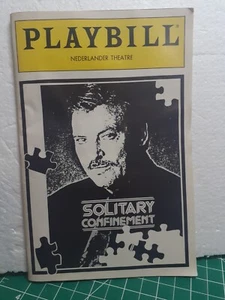 PLAYBILL
NEDERLANDER THEATRE
SOLITARY
CONFINEMENT